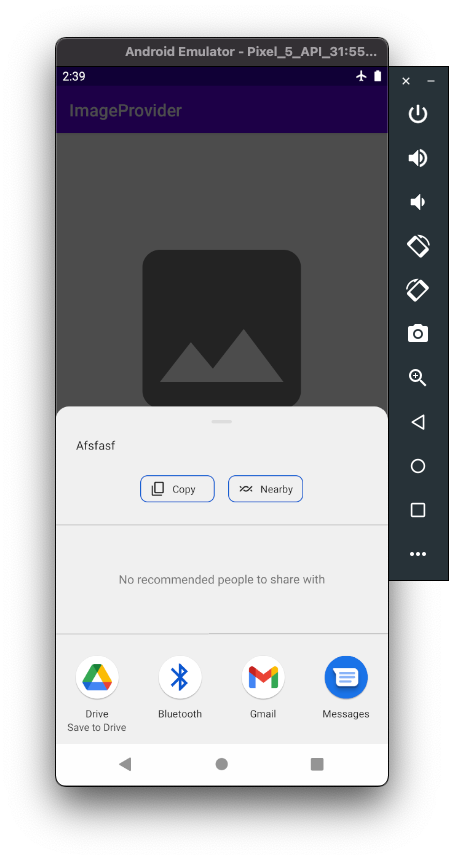 Android Emulator - Pixel_5_API_31:55...
2:39
ImageProvider
Afsfasf
Copy
Nearby
No recommended people to share with
Drive
Save to Drive
Bluetooth
Gmail
Messages